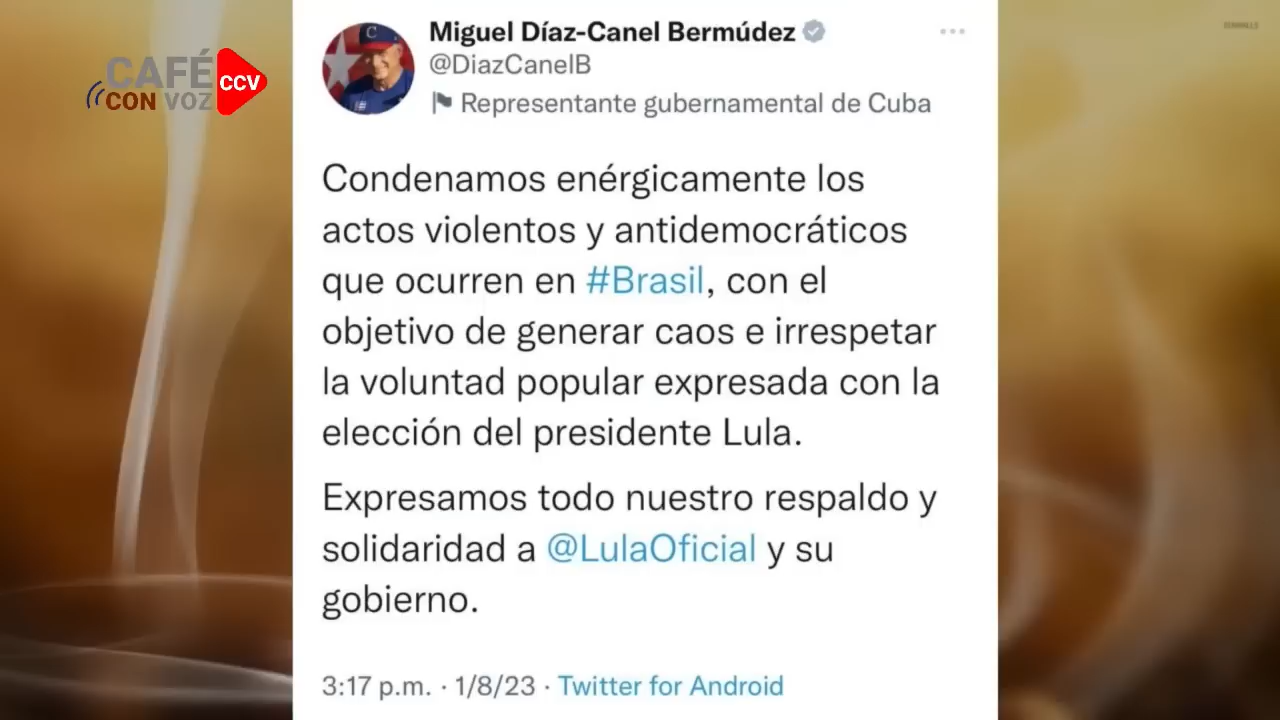 CAFÉ
CON VOZ
CCV
Miguel Díaz-Canel Bermúdez
@DiazCanelB
Representante gubernamental de Cuba
Condenamos enérgicamente los
actos violentos y antidemocráticos
que ocurren en #Brasil, con el
objetivo de generar caos e irrespetar
la voluntad popular expresada con la
elección del presidente Lula.
Expresamos todo nuestro respaldo y
solidaridad a @LulaOficial y su
gobierno.
3:17 p.m. · 1/8/23 · Twitter for Android